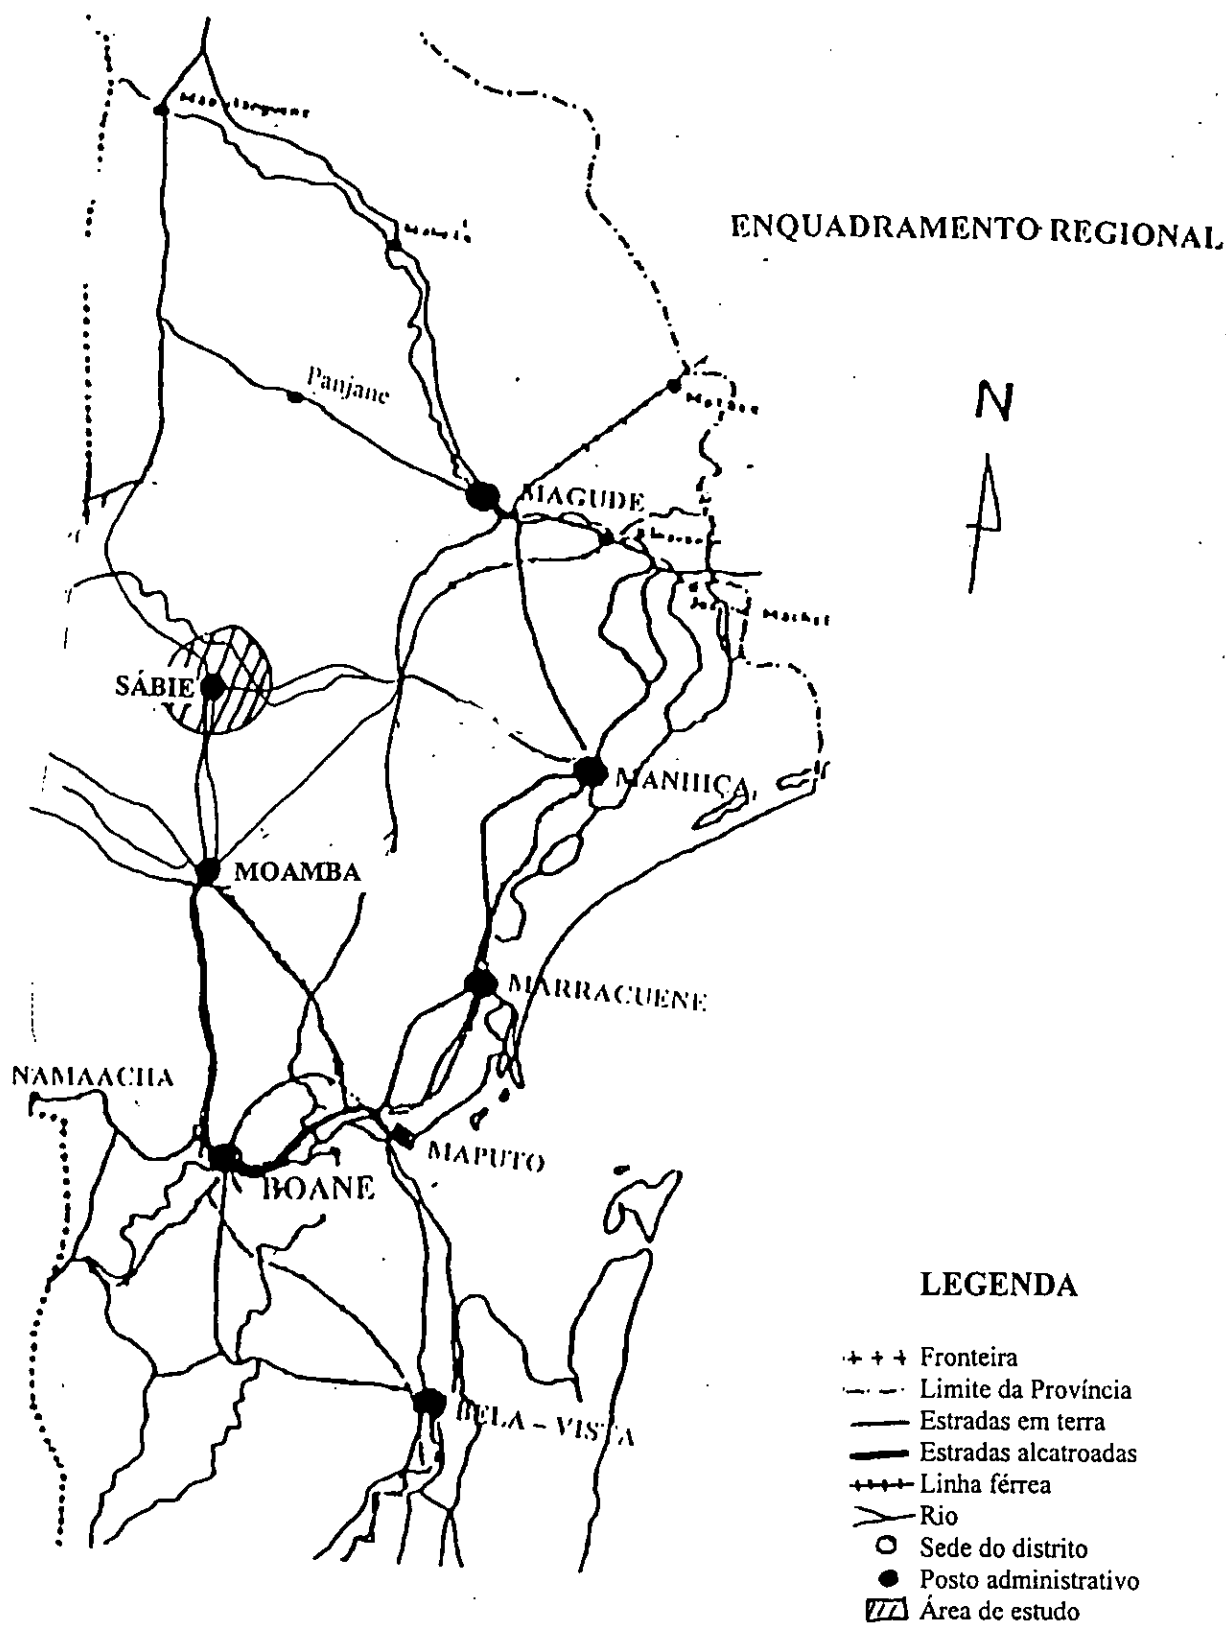 ENQUADRAMENTO REGIONAL
Panjane
N
MAGUDE
Machel
SÁBIE
MANHIÇA
MOAMBA
MARRACUENE
NAMAACHA
MAPUTO
BOANE
BELA-VISTA
LEGENDA
Fronteira
Limite da Província
Estradas em terra
Estradas alcatroadas
Linha férrea
Rio
Sede do distrito
Posto administrativo
Área de estudo